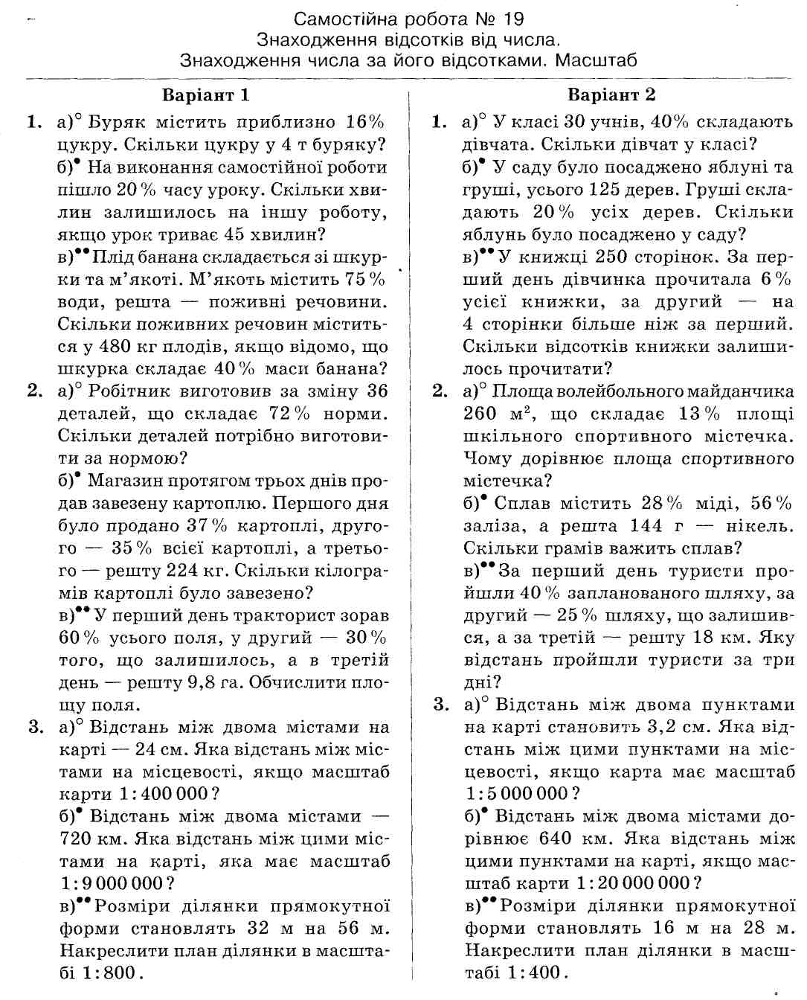 Самостійна робота № 19
Знаходження відсотків від числа.
Знаходження числа за його відсотками. Масштаб
Варіант 1
1. а)° Буряк містить приблизно 16%
цукру. Скільки цукру у 4 т буряку?
б)• На виконання самостійної роботи
пішло 20% часу уроку. Скільки хви-
лин залишилось на іншу роботу,
якщо урок триває 45 хвилин?
в)•• Плід банана складається зі шкур-
ки та м’якоті. М’якоть містить 75%
води, решта — поживні речовини.
Скільки поживних речовин містить-
ся у 480 кг плодів, якщо відомо, що
шкурка складає 40% маси банана?
2. а)° Робітник виготовив за зміну 36
деталей, що складає 72% норми.
Скільки деталей потрібно виготови-
ти за нормою?
б)• Магазин протягом трьох днів про-
дав завезену картоплю. Першого дня
було продано 37% картоплі, друго-
го — 35% всієї картоплі, а третьо-
го — решту 224 кг. Скільки кілогра-
мів картоплі було завезено?
в)•• У перший день тракторист зорав
60% усього поля, у другий — 30%
того, що залишилось, а в третій
день — решту 9,8 га. Обчислити пло-
щу поля.
3. а)° Відстань між двома містами на
карті — 24 см. Яка відстань між міс-
тами на місцевості, якщо масштаб
карти 1:400 000?
б)• Відстань між двома містами —
720 км. Яка відстань між цими міс-
тами на карті, яка має масштаб
1:9 000 000?
в)•• Розміри ділянки прямокутної
форми становлять 32 м на 56 м.
Накреслити план ділянки в масшта-
бі 1:800.
Варіант 2
1. а)° У класі 30 учнів, 40% складають
дівчата. Скільки дівчат у класі?
б)• У саду було посаджено яблуні та
груші, усього 125 дерев. Груші скла-
дають 20% усіх дерев. Скільки
яблунь було посаджено у саду?
в)•• У книжці 250 сторінок. За пер-
ший день дівчинка прочитала 6%
усієї книжки, за другий — на
4 сторінки більше ніж за перший.
Скільки відсотків книжки залиши-
лось прочитати?
2. а)° Площа волейбольного майданчика
260 м², що складає 13% площі
шкільного спортивного містечка.
Чому дорівнює площа спортивного
містечка?
б)• Сплав містить 28% міді, 56%
заліза, а решта 144 г — нікель.
Скільки грамів важить сплав?
в)•• За перший день туристи про-
йшли 40% запланованого шляху, за
другий — 25% шляху, що залишив-
ся, а за третій — решту 18 км. Яку
відстань пройшли туристи за три
дні?
3. а)° Відстань між двома пунктами
на карті становить 3,2 см. Яка від-
стань між цими пунктами на міс-
цевості, якщо карта має масштаб
1:5 000 000?
б)• Відстань між двома містами до-
рівнює 640 км. Яка відстань між
цими пунктами на карті, якщо мас-
штаб карти 1:20 000 000?
в)•• Розміри ділянки прямокутної
форми становлять 16 м на 28 м.
Накреслити план ділянки в масш-
табі 1:400.